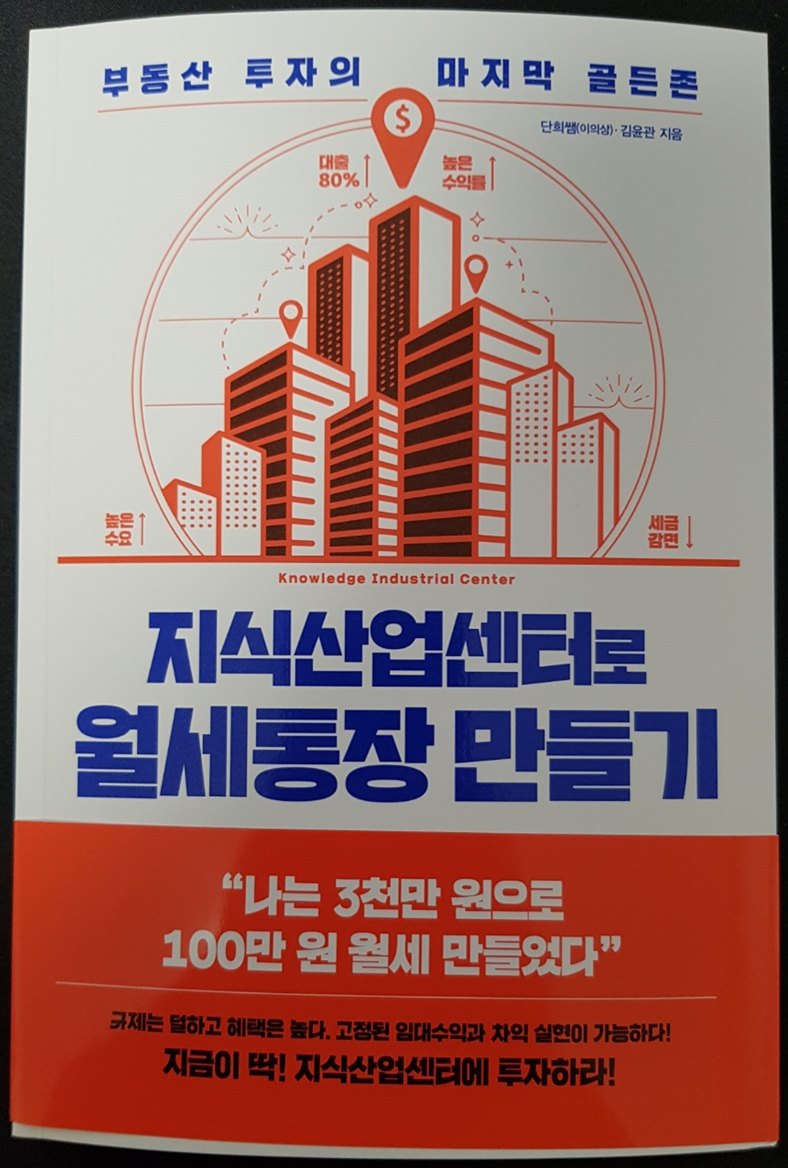 부동산 투자의 마지막 골든존
단희쌤(이의상)·김윤관 지음
$
대출
80%
높은
수익률
높은
수요
세금
감면
Knowledge Industrial Center
지식산업센터로
월세통장 만들기
“나는 3천만 원으로
100만 원 월세 만들었다”
규제는 덜하고 혜택은 높다. 고정된 임대수익과 차익 실현이 가능하다!
지금이 딱! 지식산업센터에 투자하라!